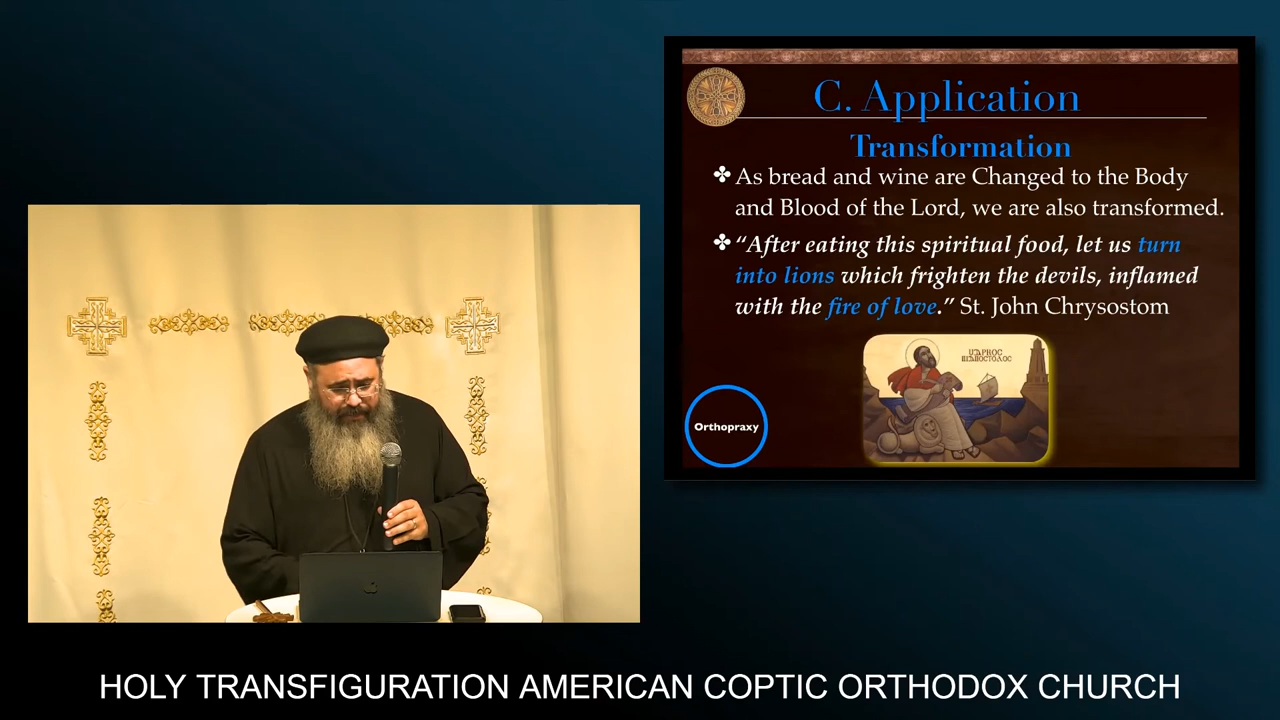 C. Application
Transformation
✤ As bread and wine are Changed to the Body
and Blood of the Lord, we are also transformed.
✤ “After eating this spiritual food, let us turn
into lions which frighten the devils, inflamed
with the fire of love.” St. John Chrysostom
Orthopraxy
HOLY TRANSFIGURATION AMERICAN COPTIC ORTHODOX CHURCH